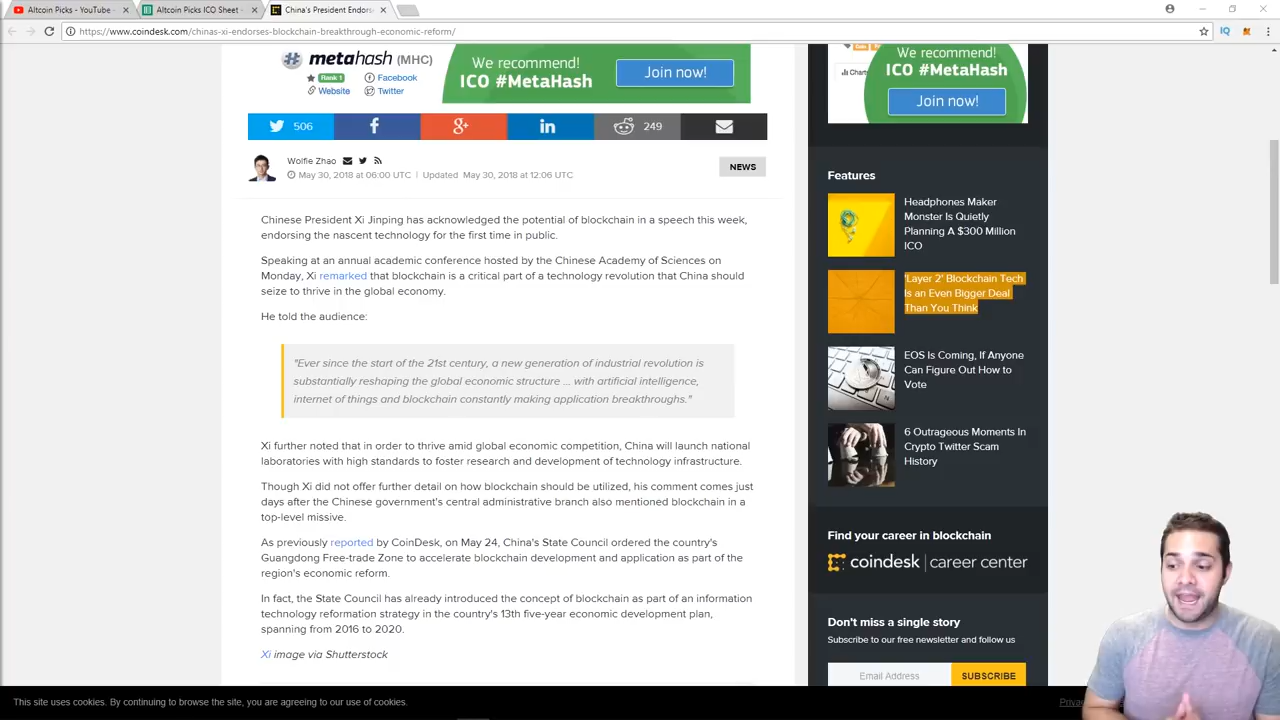 Altcoin Picks - YouTube -
Altcoin Picks ICO Sheet -
China's President Endors
https://www.coindesk.com/chinas-xi-endorses-blockchain-breakthrough-economic-reform/
IQ
metahash (MHC)
Rank 1
Facebook
Website
Twitter
We recommend!
ICO #MetaHash
Join now!
Chart
We recommend!
ICO #MetaHash
Join now!
506
249
Wolfie Zhao
May 30, 2018 at 06:00 UTC | Updated May 30, 2018 at 12:06 UTC
NEWS
Chinese President Xi Jinping has acknowledged the potential of blockchain in a speech this week,
endorsing the nascent technology for the first time in public.
Speaking at an annual academic conference hosted by the Chinese Academy of Sciences on
Monday, Xi remarked that blockchain is a critical part of a technology revolution that China should
seize to thrive in the global economy.
He told the audience:
"Ever since the start of the 21st century, a new generation of industrial revolution is
substantially reshaping the global economic structure ... with artificial intelligence,
internet of things and blockchain constantly making application breakthroughs."
Xi further noted that in order to thrive amid global economic competition, China will launch national
laboratories with high standards to foster research and development of technology infrastructure.
Though Xi did not offer further detail on how blockchain should be utilized, his comment comes just
days after the Chinese government's central administrative branch also mentioned blockchain in a
top-level missive.
As previously reported by CoinDesk, on May 24, China's State Council ordered the country's
Guangdong Free-trade Zone to accelerate blockchain development and application as part of the
region's economic reform.
In fact, the State Council has already introduced the concept of blockchain as part of an information
technology reformation strategy in the country's 13th five-year economic development plan,
spanning from 2016 to 2020.
Xi image via Shutterstock
Features
Headphones Maker
Monster Is Quietly
Planning A $300 Million
ICO
'Layer 2' Blockchain Tech
Is an Even Bigger Deal
Than You Think
EOS Is Coming, If Anyone
Can Figure Out How to
Vote
6 Outrageous Moments In
Crypto Twitter Scam
History
Find your career in blockchain
coindesk | career center
Don't miss a single story
Subscribe to our free newsletter and follow us
Email Address
SUBSCRIBE
This site uses cookies. By continuing to browse the site, you are agreeing to our use of cookies.